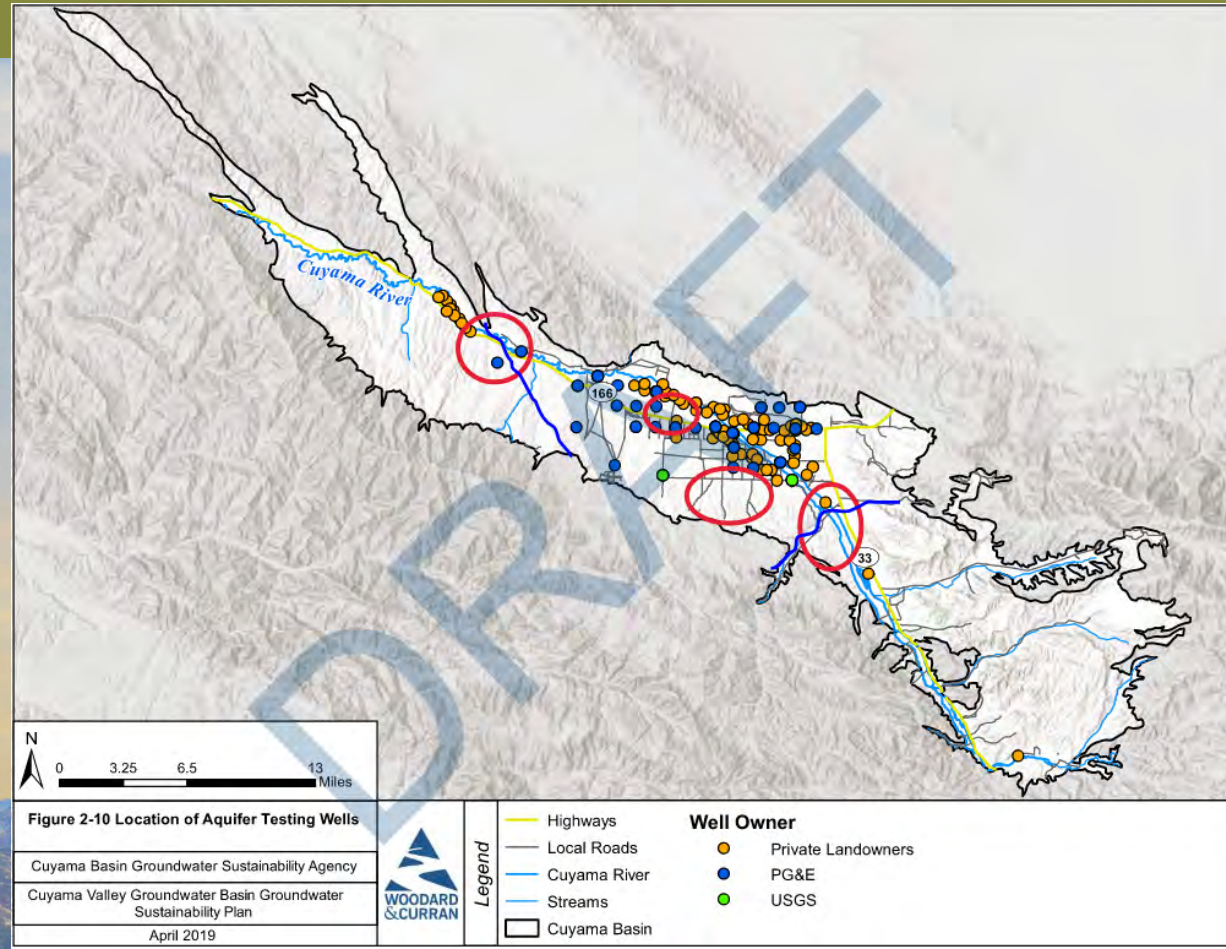 DRAFT
Cuyama River
166
33
N
0 3.25 6.5 13
Miles
Figure 2-10 Location of Aquifer Testing Wells
Cuyama Basin Groundwater Sustainability Agency
Cuyama Valley Groundwater Basin Groundwater
Sustainability Plan
April 2019
WOODARD
&CURRAN
Legend
Highways
Local Roads
Cuyama River
Streams
Cuyama Basin
Well Owner
Private Landowners
PG&E
USGS